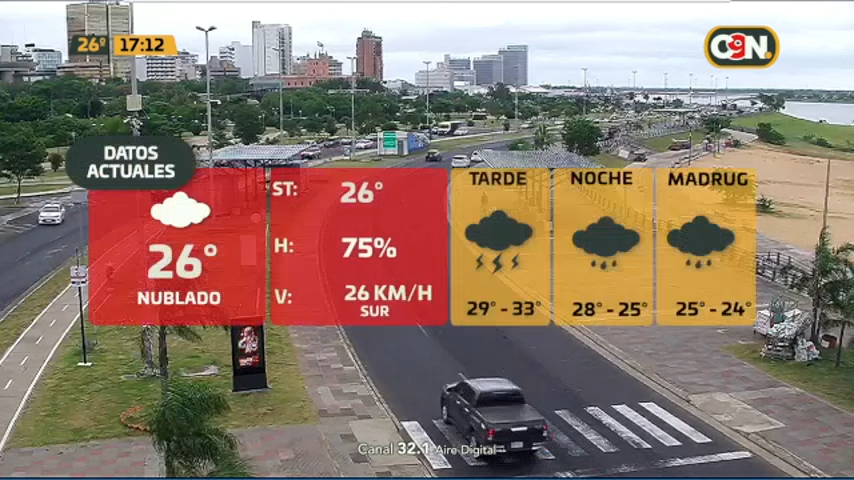 26° 17:12
C9N.
DATOS
ACTUALES
26°
NUBLADO
ST: 26°
H: 75%
V: 26 KM/H
SUR
TARDE
29° - 33°
NOCHE
28° - 25°
MADRUG
25° - 24°
Canal 32.1 Aire Digital